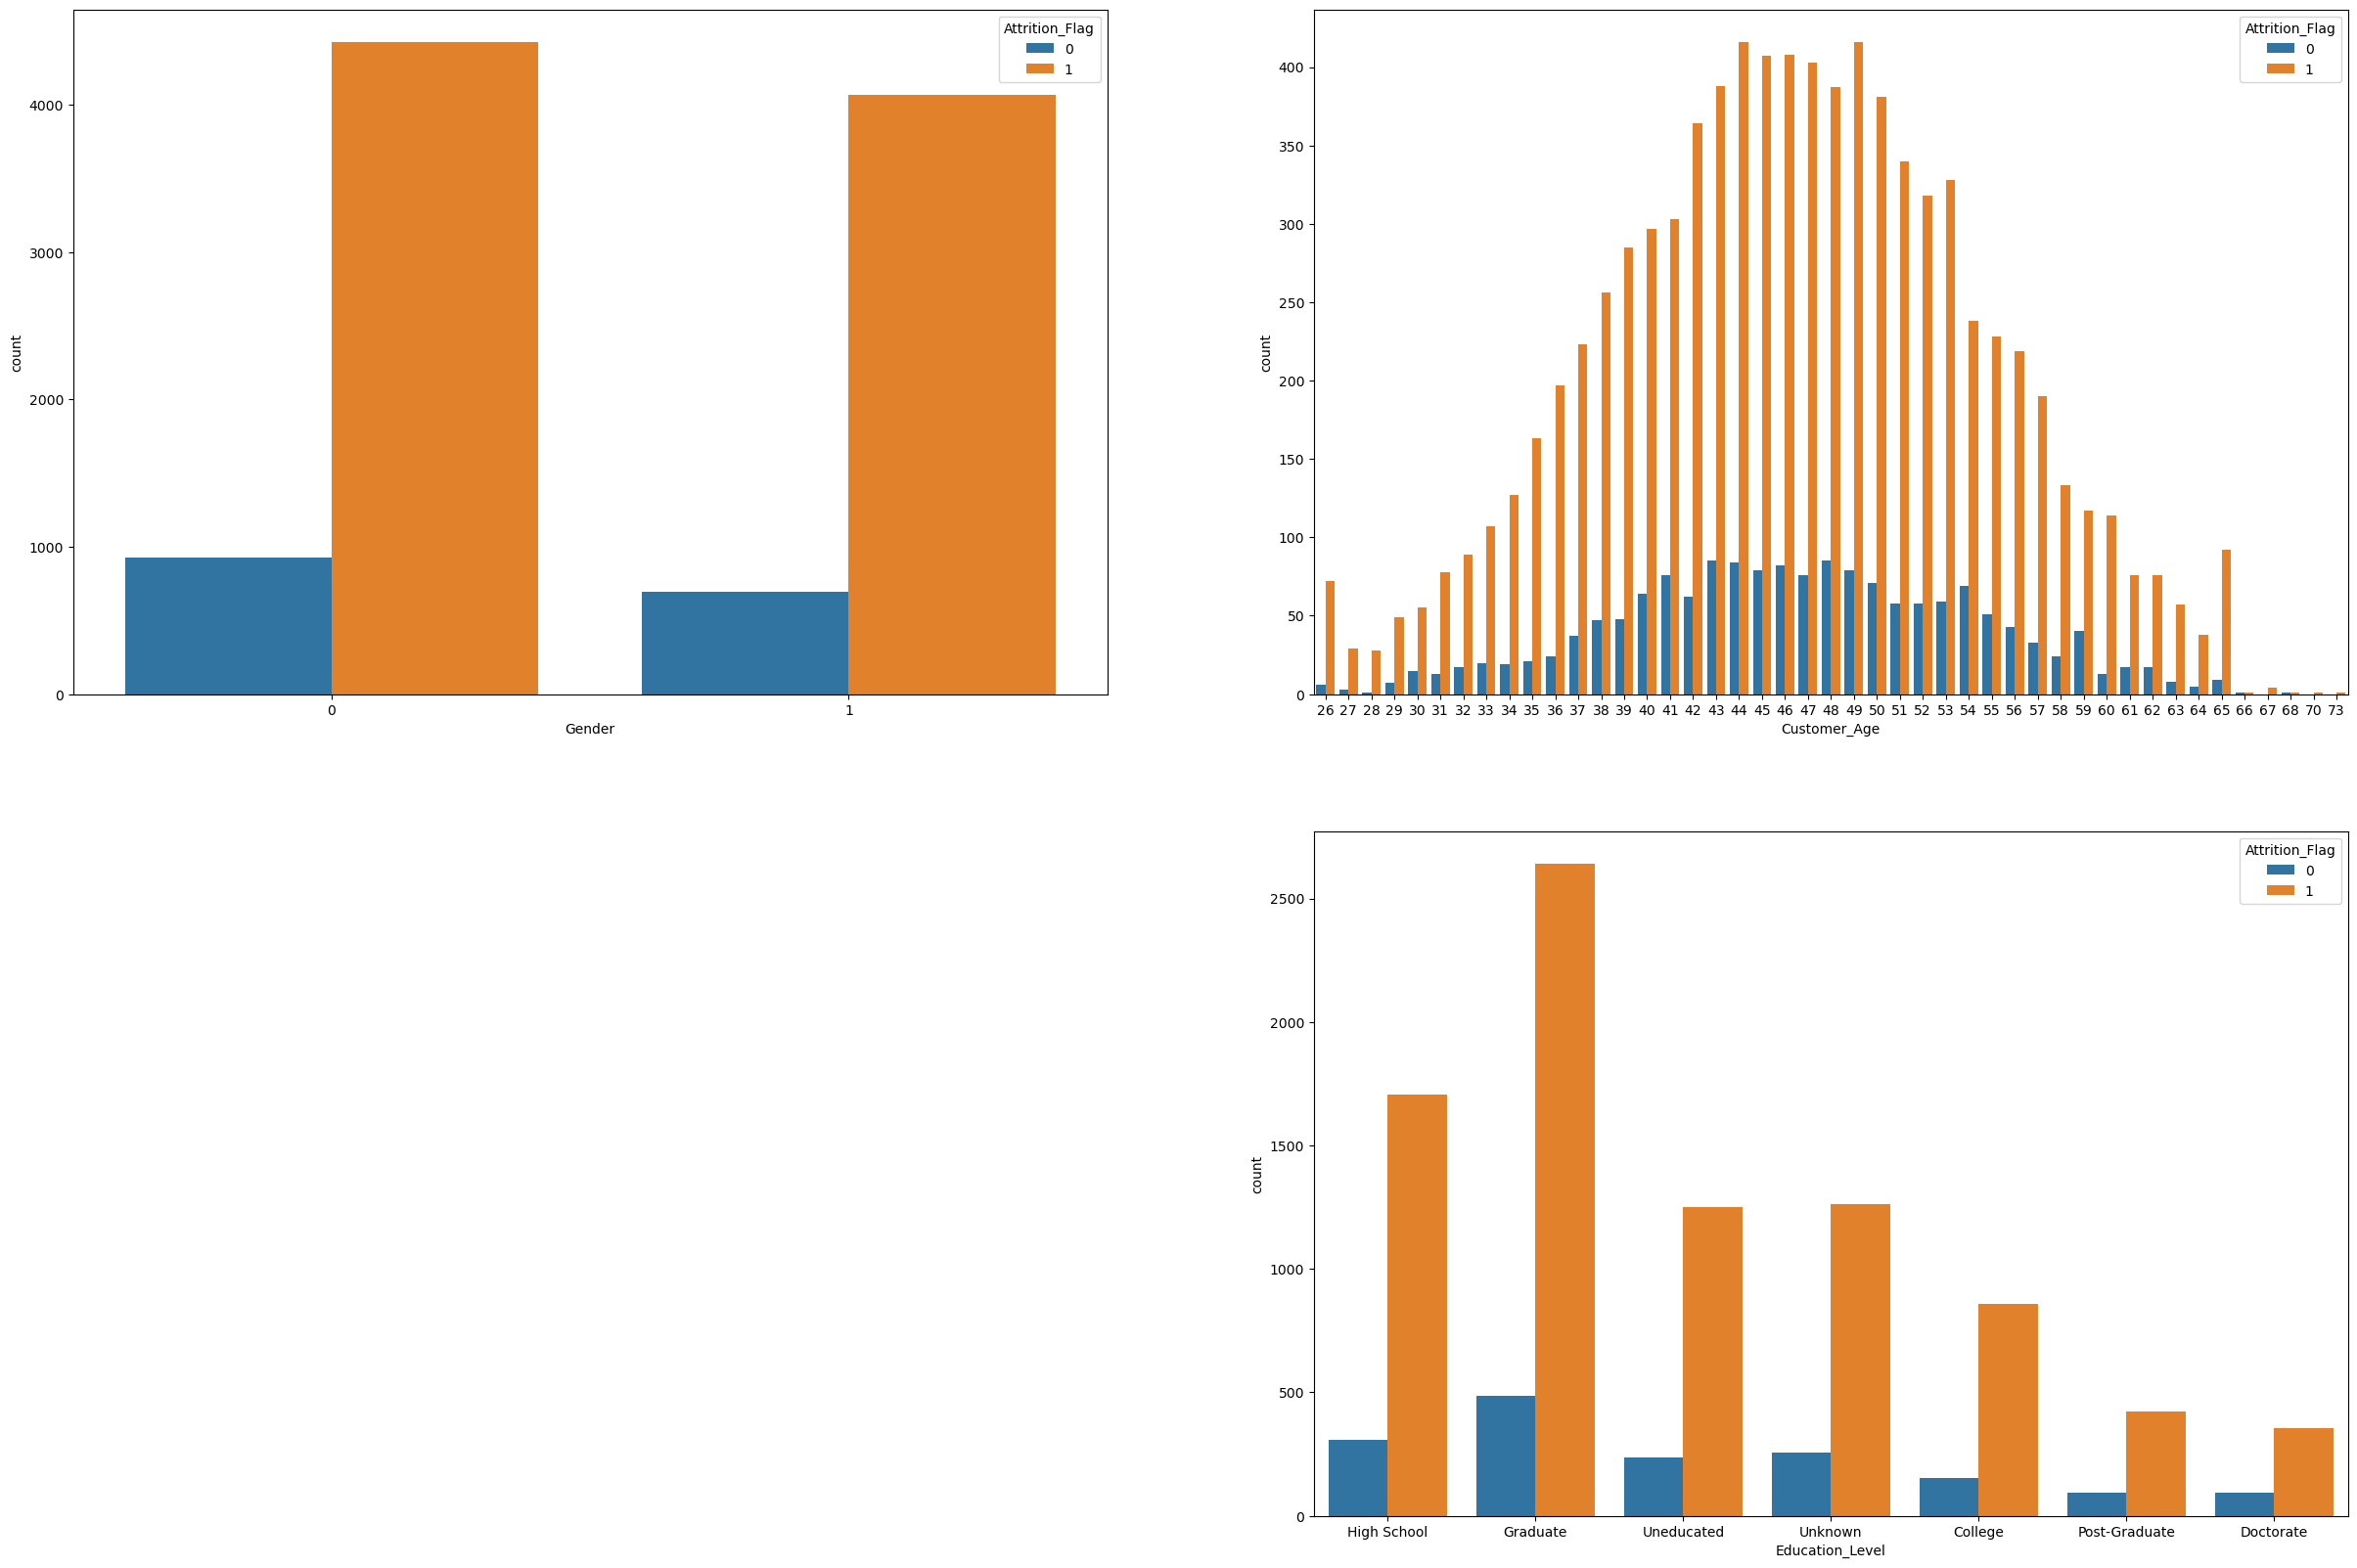 Attrition_Flag
0
1
4000
3000
2000
1000
0
count
0 1
Gender
Attrition_Flag
0
1
400
350
300
250
200
150
100
50
0
count
26 27 28 29 30 31 32 33 34 35 36 37 38 39 40 41 42 43 44 45 46 47 48 49 50 51 52 53 54 55 56 57 58 59 60 61 62 63 64 65 66 67 68 70 73
Customer_Age
Attrition_Flag
0
1
2500
2000
1500
1000
500
0
count
High School Graduate Uneducated Unknown College Post-Graduate Doctorate
Education_Level